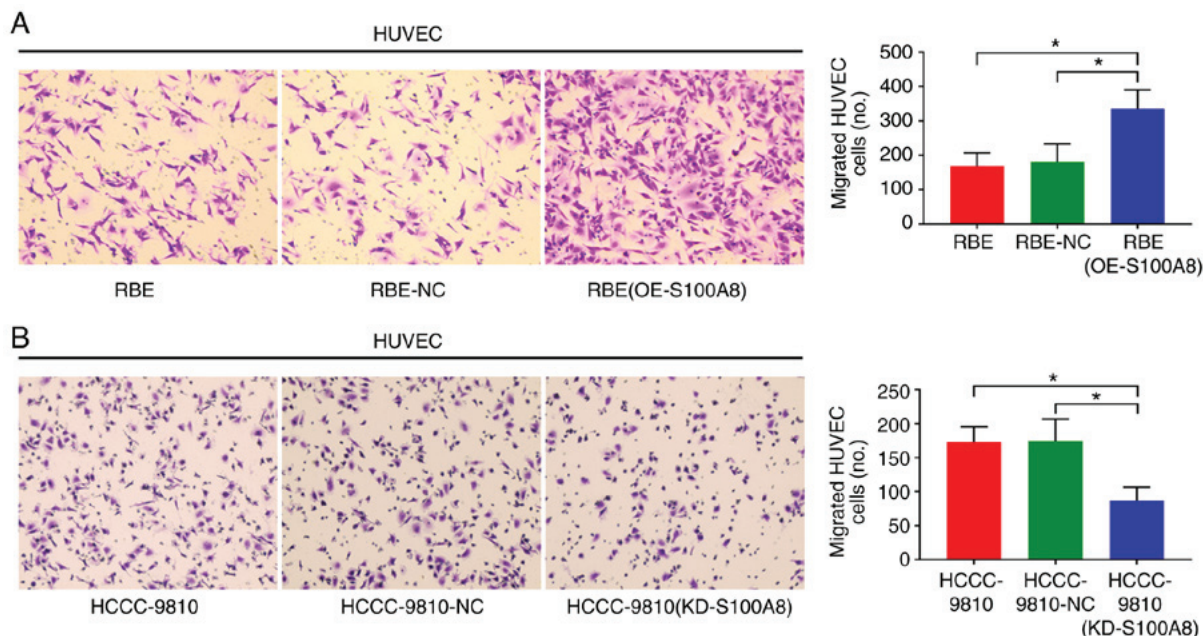 A
HUVEC
RBE
RBE-NC
RBE(OE-S100A8)
Migrated HUVEC
cells (no.)
500
400
300
200
100
0
*
*
RBE
RBE-NC
RBE
(OE-S100A8)
B
HUVEC
HCCC-9810
HCCC-9810-NC
HCCC-9810(KD-S100A8)
Migrated HUVEC
cells (no.)
250
200
150
100
50
0
*
*
HCCC-
9810
HCCC-
9810-NC
HCCC-
9810
(KD-S100A8)